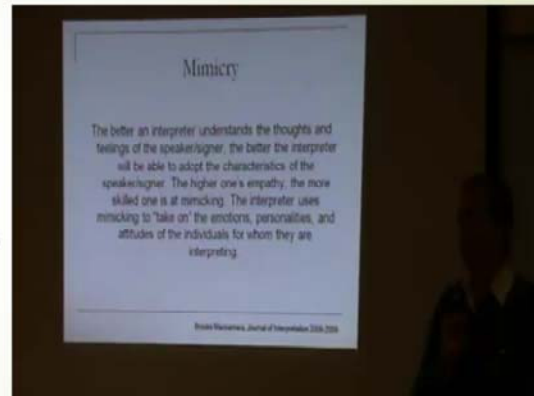 Mimicry
The better an interpreter understands the thoughts and
feelings of the speaker/signer, the better the interpreter
will be able to adopt the characteristics of the
speaker/signer. The higher one's empathy, the more
skilled one is at mimicking. The interpreter uses
mimicking to "take on" the emotions, personalities, and
attitudes of the individuals for whom they are
interpreting.
Brooke Macnamara, Journal of Interpretation